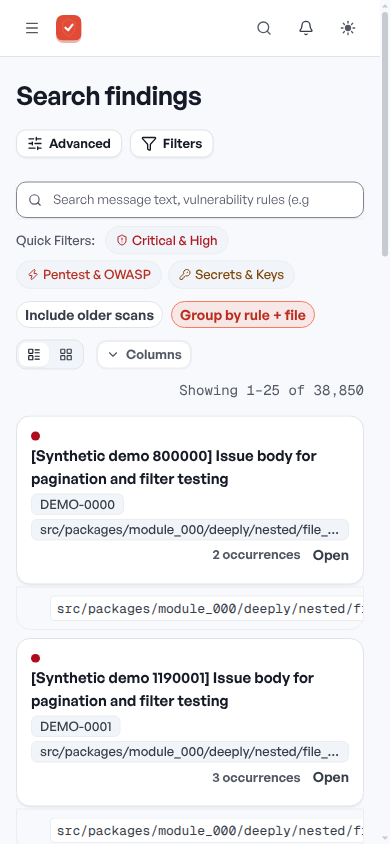 Search findings
Advanced
Filters
Search message text, vulnerability rules (e.g
Quick Filters:
Critical & High
Pentest & OWASP
Secrets & Keys
Include older scans
Group by rule + file
Columns
Showing 1–25 of 38,850
[Synthetic demo 800000] Issue body for
pagination and filter testing
DEMO-0000
src/packages/module_000/deeply/nested/file_...
2 occurrences Open
src/packages/module_000/deeply/nested/fi
[Synthetic demo 1190001] Issue body for
pagination and filter testing
DEMO-0001
src/packages/module_000/deeply/nested/file_...
3 occurrences Open
src/packages/module_000/deeply/nested/fi